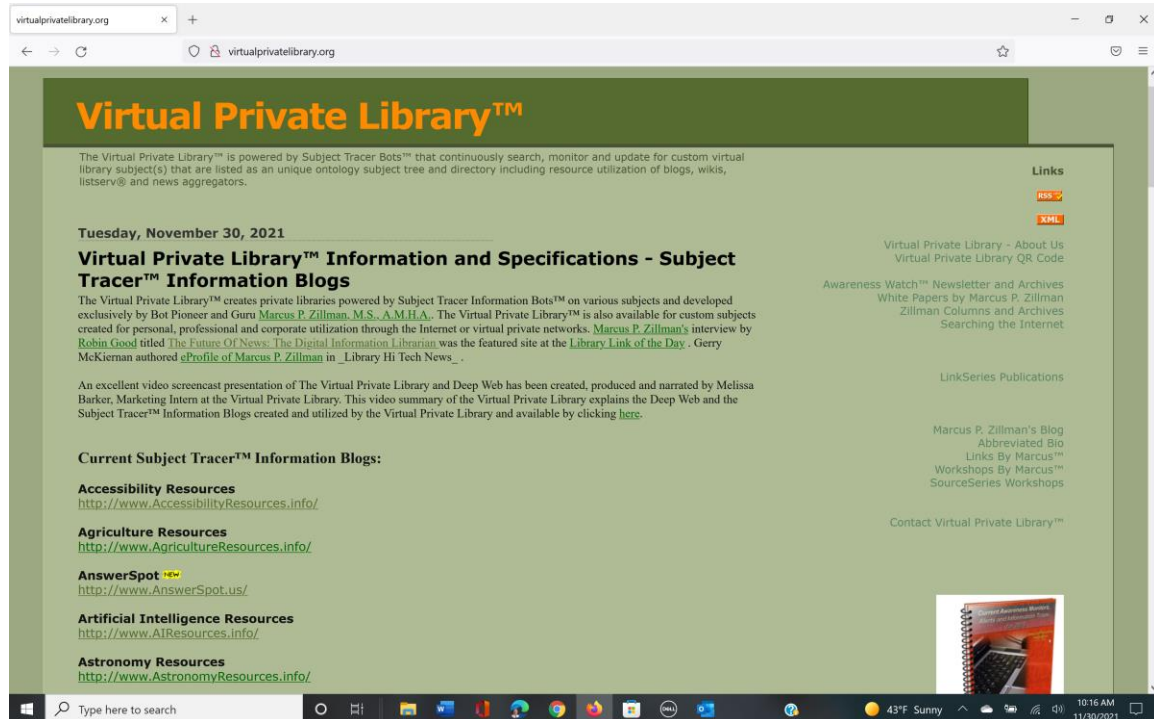 virtualprivatelibrary.org
virtualprivatelibrary.org
Virtual Private Library™
The Virtual Private Library™ is powered by Subject Tracer Bots™ that continuously search, monitor and update for custom virtual
library subject(s) that are listed as an unique ontology subject tree and directory including resource utilization of blogs, wikis,
listserv® and news aggregators.
Tuesday, November 30, 2021
Virtual Private Library™ Information and Specifications - Subject
Tracer™ Information Blogs
The Virtual Private Library™ creates private libraries powered by Subject Tracer Information Bots™ on various subjects and developed
exclusively by Bot Pioneer and Guru Marcus P. Zillman, M.S., A.M.H.A.. The Virtual Private Library™ is also available for custom subjects
created for personal, professional and corporate utilization through the Internet or virtual private networks. Marcus P. Zillman's interview by
Robin Good titled The Future Of News: The Digital Information Librarian was the featured site at the Library Link of the Day . Gerry
McKiernan authored eProfile of Marcus P. Zillman in _Library Hi Tech News_ .
An excellent video screencast presentation of The Virtual Private Library and Deep Web has been created, produced and narrated by Melissa
Barker, Marketing Intern at the Virtual Private Library. This video summary of the Virtual Private Library explains the Deep Web and the
Subject Tracer™ Information Blogs created and utilized by the Virtual Private Library and available by clicking here.
Current Subject Tracer™ Information Blogs:
Accessibility Resources
http://www.AccessibilityResources.info/
Agriculture Resources
http://www.AgricultureResources.info/
AnswerSpot NEW
http://www.AnswerSpot.us/
Artificial Intelligence Resources
http://www.AIResources.info/
Astronomy Resources
http://www.AstronomyResources.info/
Links
RSS
XML
Virtual Private Library - About Us
Virtual Private Library QR Code
Awareness Watch™ Newsletter and Archives
White Papers by Marcus P. Zillman
Zillman Columns and Archives
Searching the Internet
LinkSeries Publications
Marcus P. Zillman's Blog
Abbreviated Bio
Links By Marcus™
Workshops By Marcus™
SourceSeries Workshops
Contact Virtual Private Library™
Current Awareness Monitors,
Alerts and Information Traps
Type here to search
DELL
43°F Sunny
10:16 AM
11/30/2021